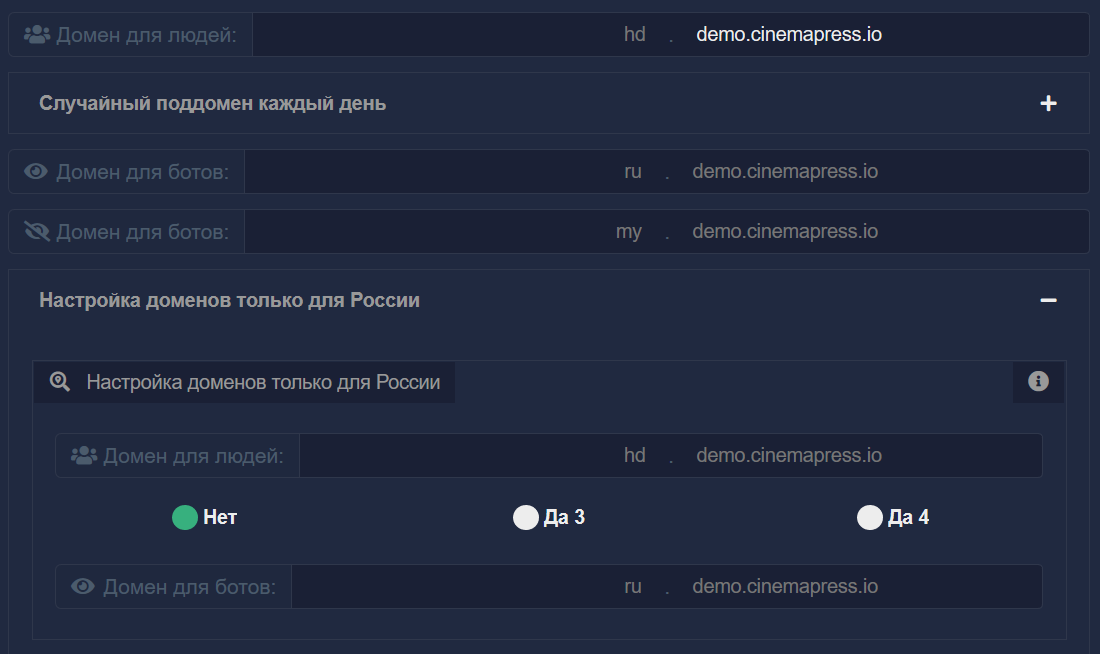 Домен для людей: hd . demo.cinemapress.io
Случайный поддомен каждый день
Домен для ботов: ru . demo.cinemapress.io
Домен для ботов: my . demo.cinemapress.io
Настройка доменов только для России
Настройка доменов только для России
Домен для людей: hd . demo.cinemapress.io
Нет Да 3 Да 4
Домен для ботов: ru . demo.cinemapress.io